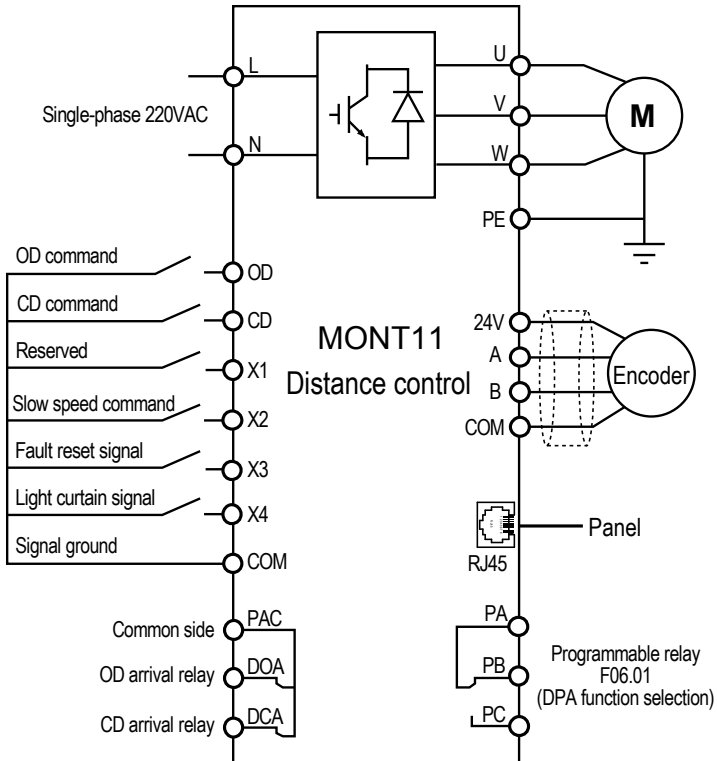 L
Single-phase 220VAC
N
U
V
W
M
PE
OD command
OD
CD command
CD
Reserved
X1
Slow speed command
X2
Fault reset signal
X3
Light curtain signal
X4
Signal ground
COM
MONT11
Distance control
24V
A
B
COM
Encoder
RJ45
Panel
Common side
PAC
OD arrival relay
DOA
CD arrival relay
DCA
PA
PB
PC
Programmable relay
F06.01
(DPA function selection)